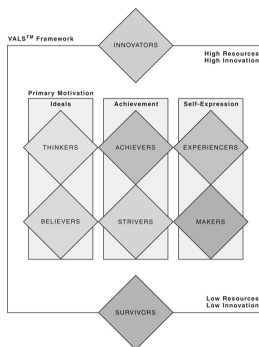 VALS™ Framework
INNOVATORS
High Resources
High Innovation
Primary Motivation
Ideals
Achievement
Self-Expression
THINKERS
ACHIEVERS
EXPERIENCERS
BELIEVERS
STRIVERS
MAKERS
Low Resources
Low Innovation
SURVIVORS